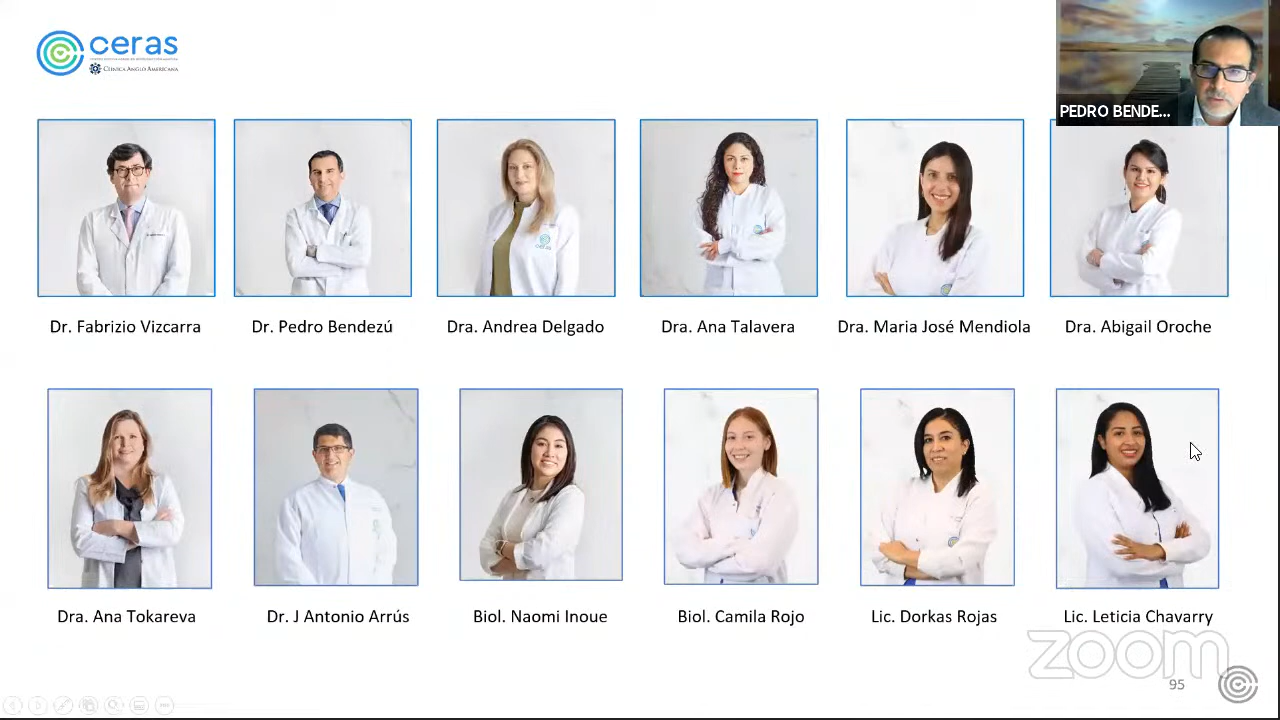 ceras
CLÍNICA ANGLO AMERICANA
PEDRO BENDE...
Dr. Fabrizio Vizcarra
Dr. Pedro Bendezú
Dra. Andrea Delgado
Dra. Ana Talavera
Dra. Maria José Mendiola
Dra. Abigail Oroche
Dra. Ana Tokareva
Dr. J Antonio Arrús
Biol. Naomi Inoue
Biol. Camila Rojo
Lic. Dorkas Rojas
Lic. Leticia Chavarry
zoom
95